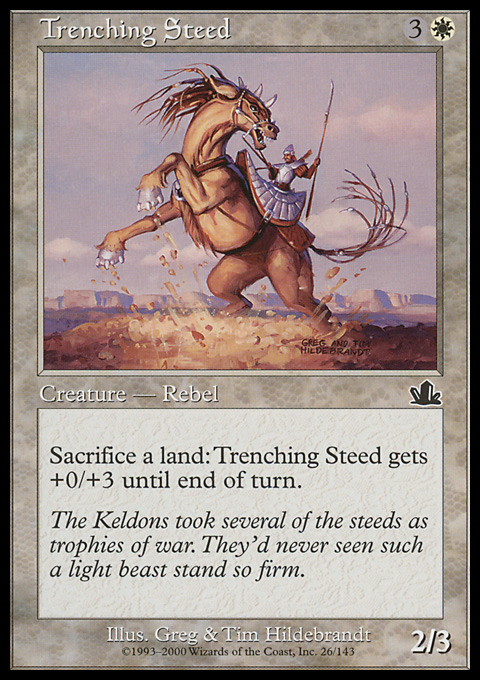 Trenching Steed 3
GREG AND TIM
HILDEBRANDT
Creature — Rebel
Sacrifice a land: Trenching Steed gets
+0/+3 until end of turn.
The Keldons took several of the steeds as
trophies of war. They'd never seen such
a light beast stand so firm.
Illus. Greg & Tim Hildebrandt
2/3
©1993–2000 Wizards of the Coast, Inc. 26/143